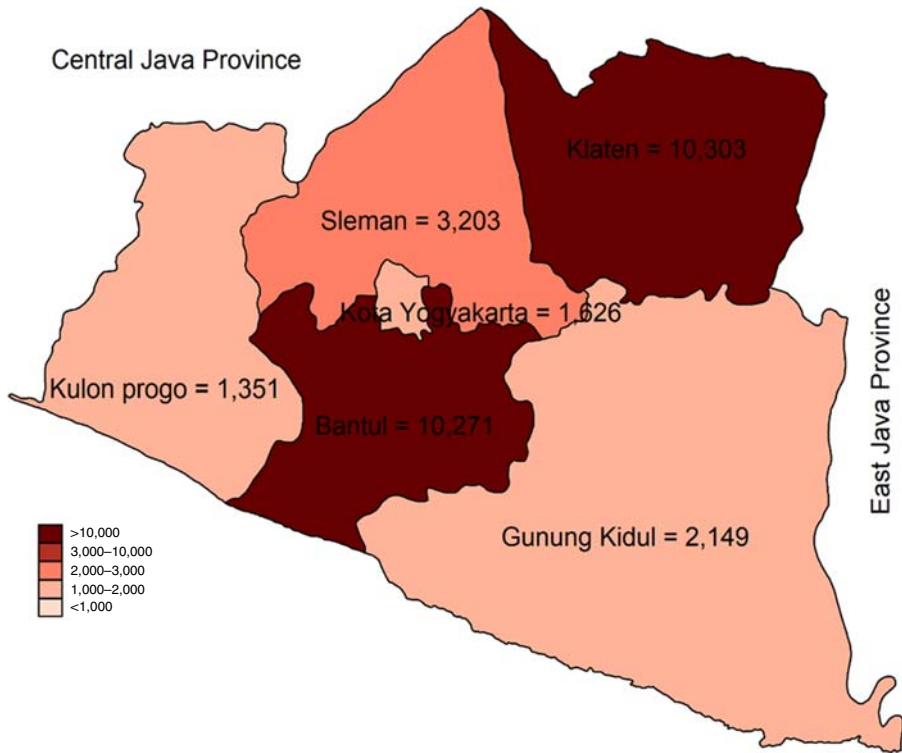 Central Java Province
Klaten = 10,303
Sleman = 3,203
Kota Yogyakarta = 1,626
Kulon progo = 1,351
Bantul = 10,271
East Java Province
Gunung Kidul = 2,149
>10,000
3,000–10,000
2,000–3,000
1,000–2,000
<1,000